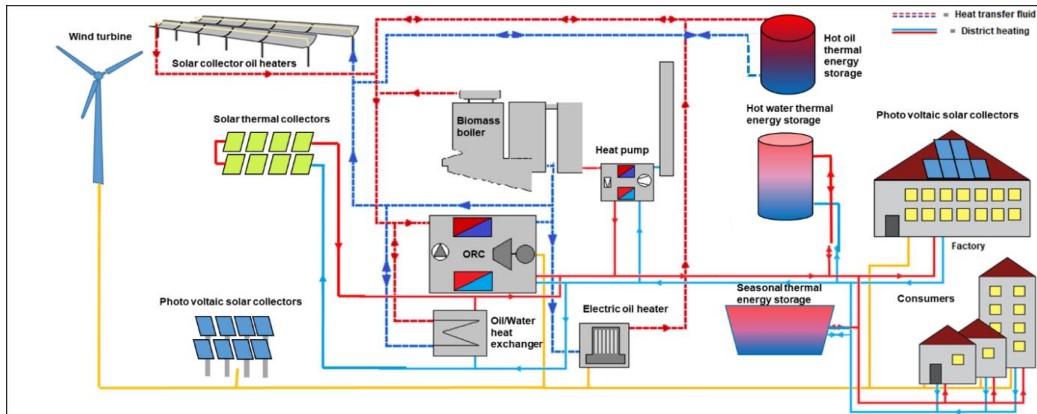 Wind turbine
Solar collector oil heaters
Hot oil
thermal
energy
storage
= Heat transfer fluid
= District heating
Solar thermal collectors
Biomass
boiler
Heat pump
Hot water thermal
energy storage
Photo voltaic solar collectors
ORC
Factory
Photo voltaic solar collectors
Oil/Water
heat
exchanger
Electric oil heater
Seasonal thermal
energy storage
Consumers